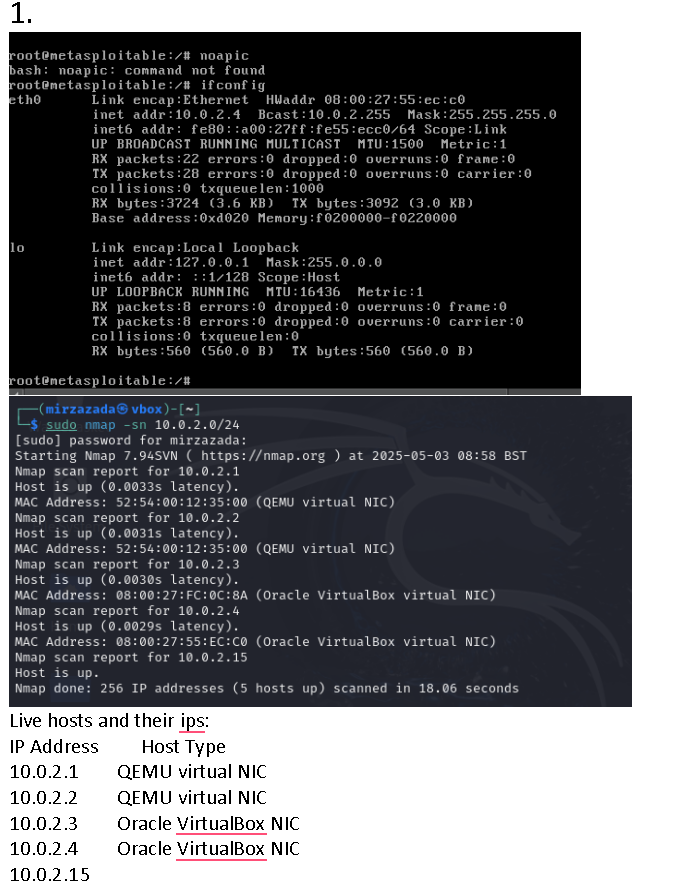 1.
root@metasploitable:/# noapic
bash: noapic: command not found
root@metasploitable:/# ifconfig
eth0 Link encap:Ethernet HWaddr 08:00:27:55:ec:c0
inet addr:10.0.2.4 Bcast:10.0.2.255 Mask:255.255.255.0
inet6 addr: fe80::a00:27ff:fe55:ecc0/64 Scope:Link
UP BROADCAST RUNNING MULTICAST MTU:1500 Metric:1
RX packets:22 errors:0 dropped:0 overruns:0 frame:0
TX packets:28 errors:0 dropped:0 overruns:0 carrier:0
collisions:0 txqueuelen:1000
RX bytes:3724 (3.6 KB) TX bytes:3092 (3.0 KB)
Base address:0xd020 Memory:f0200000-f0220000
lo Link encap:Local Loopback
inet addr:127.0.0.1 Mask:255.0.0.0
inet6 addr: ::1/128 Scope:Host
UP LOOPBACK RUNNING MTU:16436 Metric:1
RX packets:8 errors:0 dropped:0 overruns:0 frame:0
TX packets:8 errors:0 dropped:0 overruns:0 carrier:0
collisions:0 txqueuelen:0
RX bytes:560 (560.0 B) TX bytes:560 (560.0 B)
root@metasploitable:/#
┌──(mirzazada㉿vbox)-[~]
└─$ sudo nmap -sn 10.0.2.0/24
[sudo] password for mirzazada:
Starting Nmap 7.94SVN ( https://nmap.org ) at 2025-05-03 08:58 BST
Nmap scan report for 10.0.2.1
Host is up (0.0033s latency).
MAC Address: 52:54:00:12:35:00 (QEMU virtual NIC)
Nmap scan report for 10.0.2.2
Host is up (0.0031s latency).
MAC Address: 52:54:00:12:35:00 (QEMU virtual NIC)
Nmap scan report for 10.0.2.3
Host is up (0.0030s latency).
MAC Address: 08:00:27:FC:0C:8A (Oracle VirtualBox virtual NIC)
Nmap scan report for 10.0.2.4
Host is up (0.0029s latency).
MAC Address: 08:00:27:55:EC:C0 (Oracle VirtualBox virtual NIC)
Nmap scan report for 10.0.2.15
Host is up.
Nmap done: 256 IP addresses (5 hosts up) scanned in 18.06 seconds
Live hosts and their ips:
IP Address Host Type
10.0.2.1 QEMU virtual NIC
10.0.2.2 QEMU virtual NIC
10.0.2.3 Oracle VirtualBox NIC
10.0.2.4 Oracle VirtualBox NIC
10.0.2.15